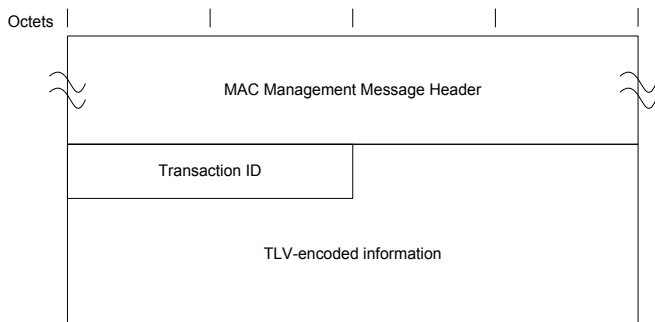 Octets
MAC Management Message Header
Transaction ID
TLV-encoded information